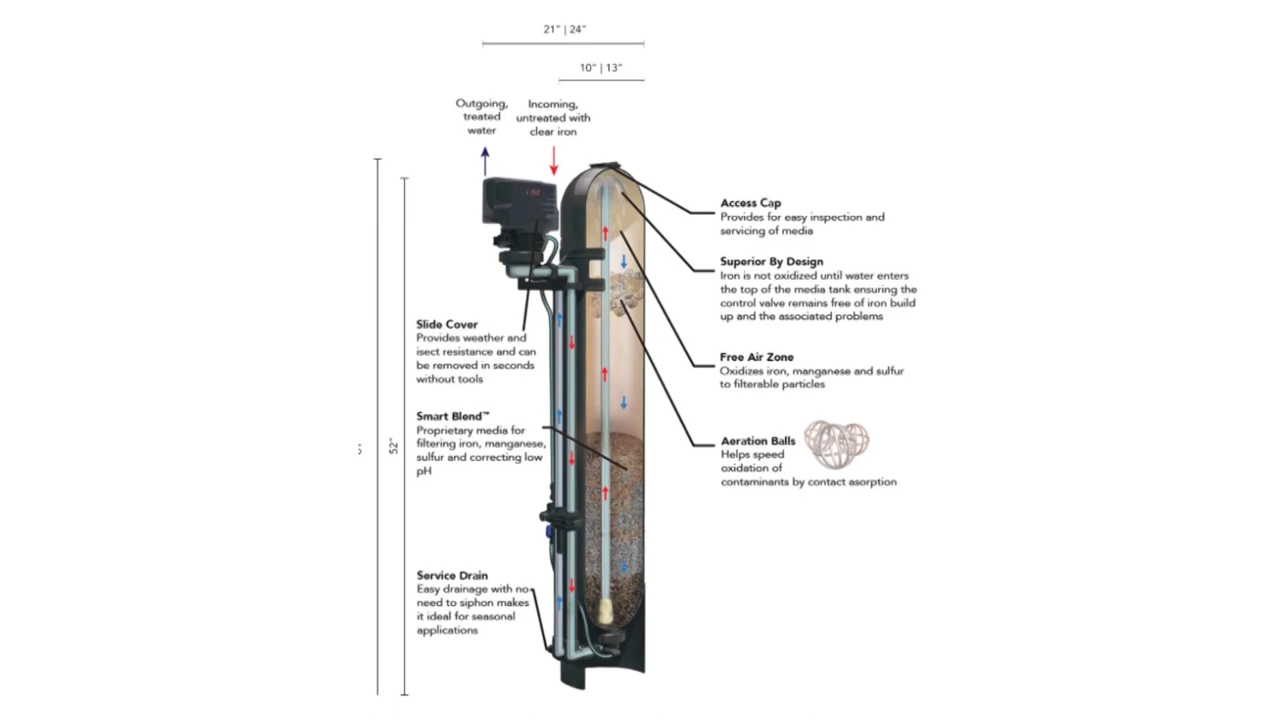 21" | 24"
10" | 13"
Outgoing,
treated
water
Incoming,
untreated with
clear iron
Access Cap
Provides for easy inspection and
servicing of media
Superior By Design
Iron is not oxidized until water enters
the top of the media tank ensuring the
control valve remains free of iron build
up and the associated problems
Slide Cover
Provides weather and
isect resistance and can
be removed in seconds
without tools
Free Air Zone
Oxidizes iron, manganese and sulfur
to filterable particles
Smart Blend™
Proprietary media for
filtering iron, manganese,
sulfur and correcting low
pH
52"
Aeration Balls
Helps speed
oxidation of
contaminants by contact asorption
Service Drain
Easy drainage with no
need to siphon makes
it ideal for seasonal
applications